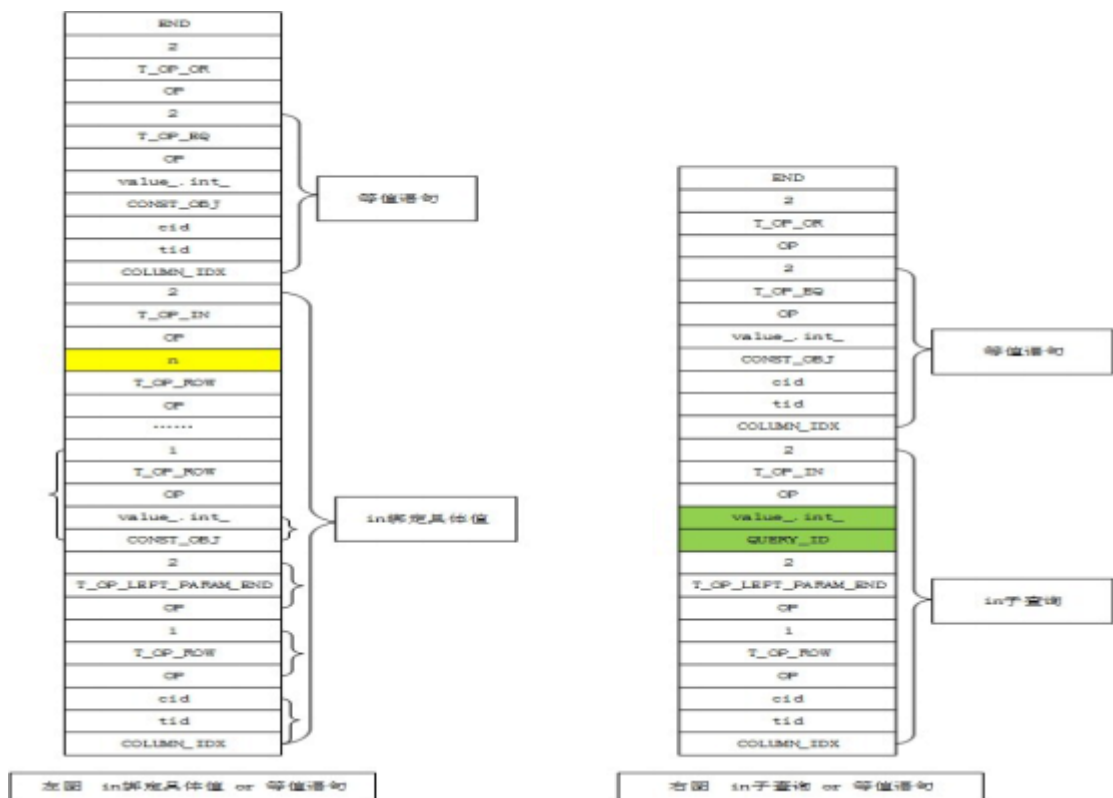 END
2
T_OP_OR
OP
2
T_OP_EQ
OP
value_.int_
CONST_OBJ
cid
tid
COLUMN_IDX
2
T_OP_IN
OP
n
T_OP_ROW
OP
······
1
T_OP_ROW
OP
value_.int_
CONST_OBJ
2
T_OP_LEFT_PARAM_END
OP
1
T_OP_ROW
OP
cid
tid
COLUMN_IDX
等值语句
in绑定具体值
左图 in绑定具体值 or 等值语句
END
2
T_OP_OR
OP
2
T_OP_EQ
OP
value_.int_
CONST_OBJ
cid
tid
COLUMN_IDX
2
T_OP_IN
OP
value_.int_
QUERY_ID
2
T_OP_LEFT_PARAM_END
OP
1
T_OP_ROW
OP
cid
tid
COLUMN_IDX
等值语句
in子查询
右图 in子查询 or 等值语句